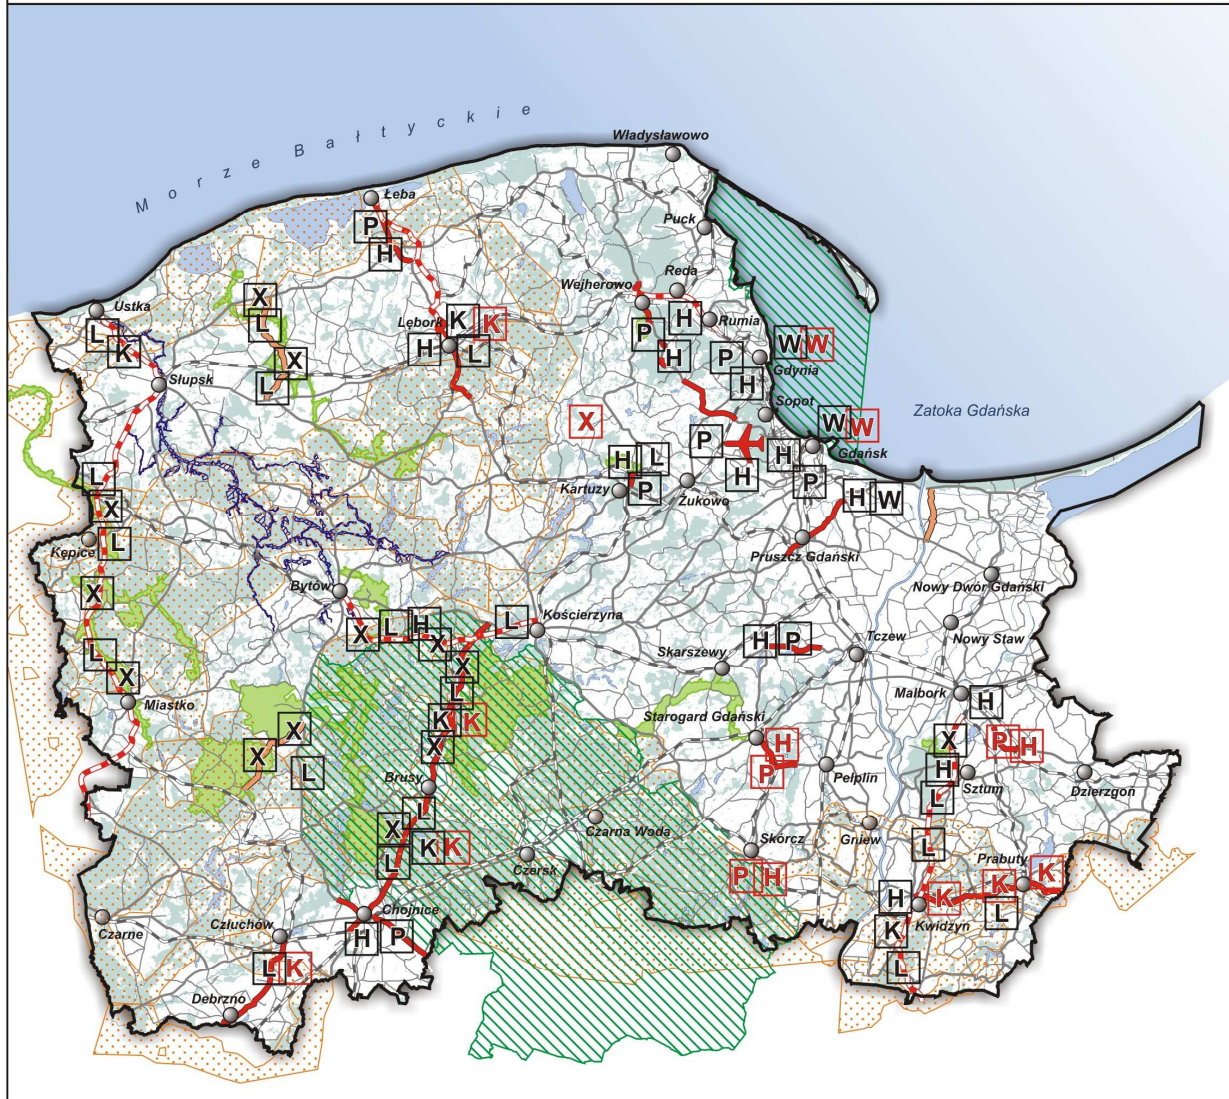 Morze Bałtyckie
Władysławowo
Łeba
P
Puck
H
Reda
Wejherowo
X
Ustka
K
K
H
Rumia
L
L
Lębork
P
W
W
K
H
L
H
P
Gdynia
X
Słupsk
L
H
Sopot
Zatoka Gdańska
X
W
W
P
Gdańsk
H
L
H
L
H
P
Kartuzy
P
Żukowo
X
H
W
Kępice
L
Pruszcz Gdański
X
Bytów
Nowy Dwór Gdański
L
H
L
Kościerzyna
X
X
H
P
Nowy Staw
Tczew
L
X
Skarszewy
X
L
Malbork
H
Miastko
K
K
Starogard Gdański
X
X
X
H
X
P
H
L
P
Pelplin
H
Sztum
Dzierzgoń
Brusy
L
L
X
Czarna Woda
Gniew
K
K
L
Skórcz
L
Czersk
Prabuty
K
P
H
K
H
K
Chojnice
L
Czarne
Człuchów
Kwidzyn
H
P
K
L
K
L
Debrzno